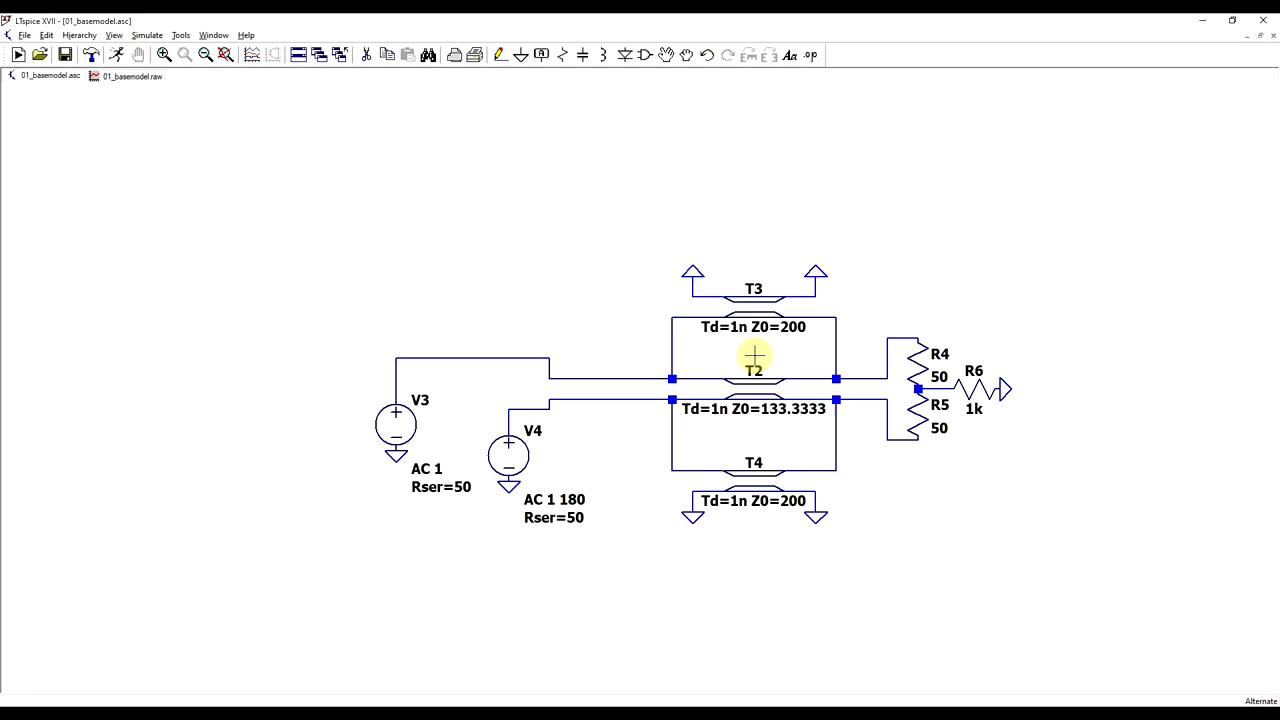 LTspice XVII - [01_basemodel.asc]
File Edit Hierarchy View Simulate Tools Window Help
01_basemodel.asc 01_basemodel.raw
T3
Td=1n Z0=200
T2
Td=1n Z0=133.3333
T4
Td=1n Z0=200
V3
AC 1
Rser=50
V4
AC 1 180
Rser=50
R4
50
R5
50
R6
1k
Alternate